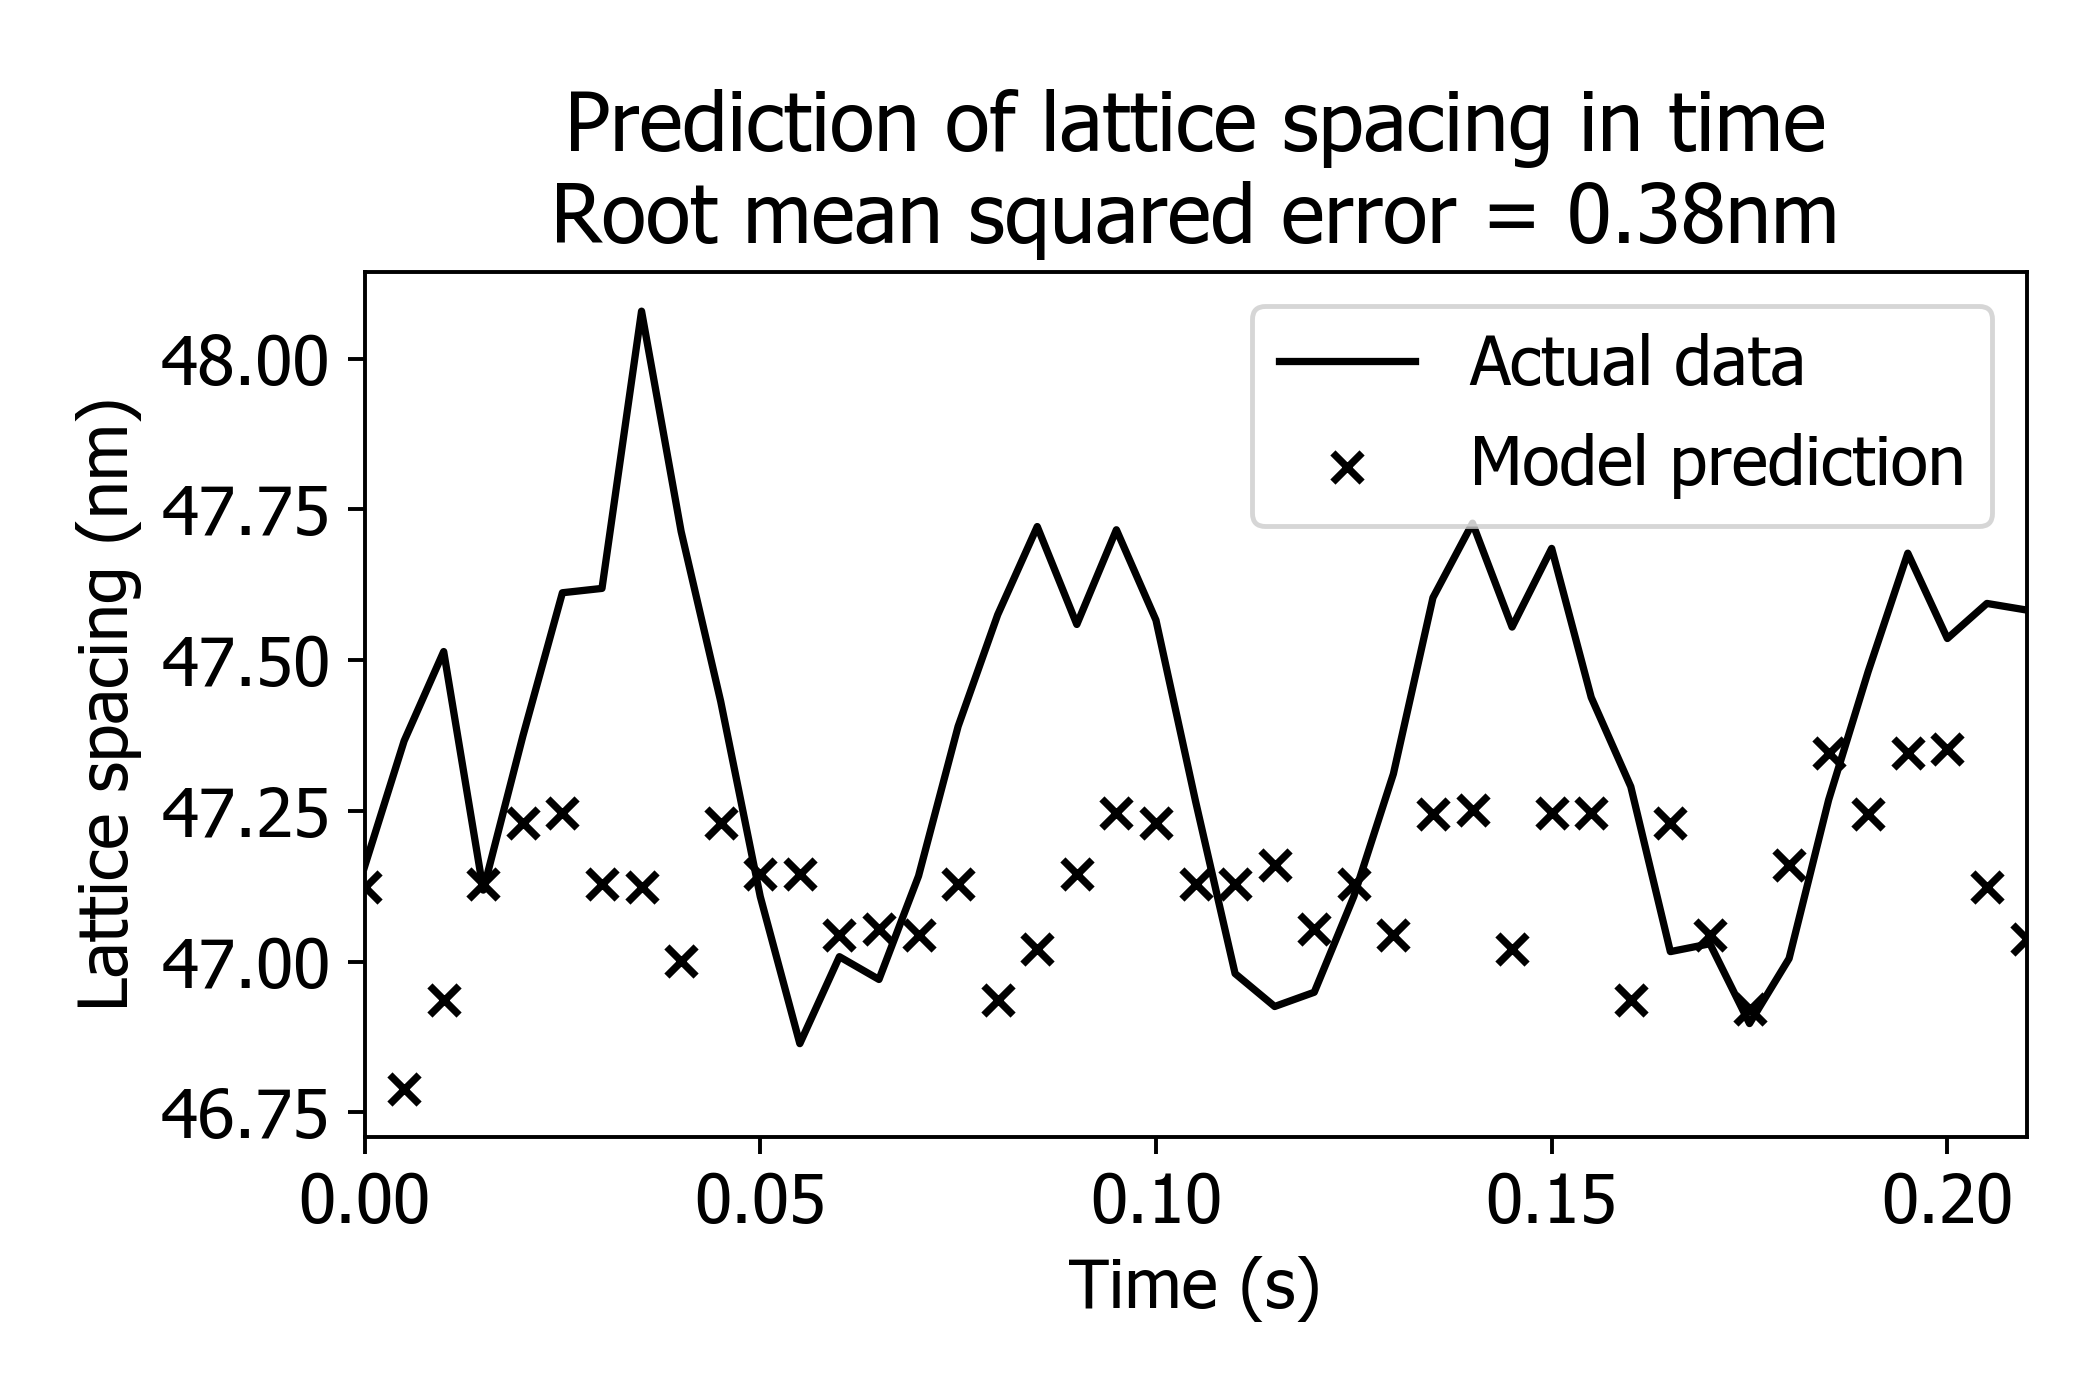 Prediction of lattice spacing in time
Root mean squared error = 0.38nm
Actual data
Model prediction
48.00
47.75
47.50
47.25
47.00
46.75
Lattice spacing (nm)
0.00 0.05 0.10 0.15 0.20
Time (s)